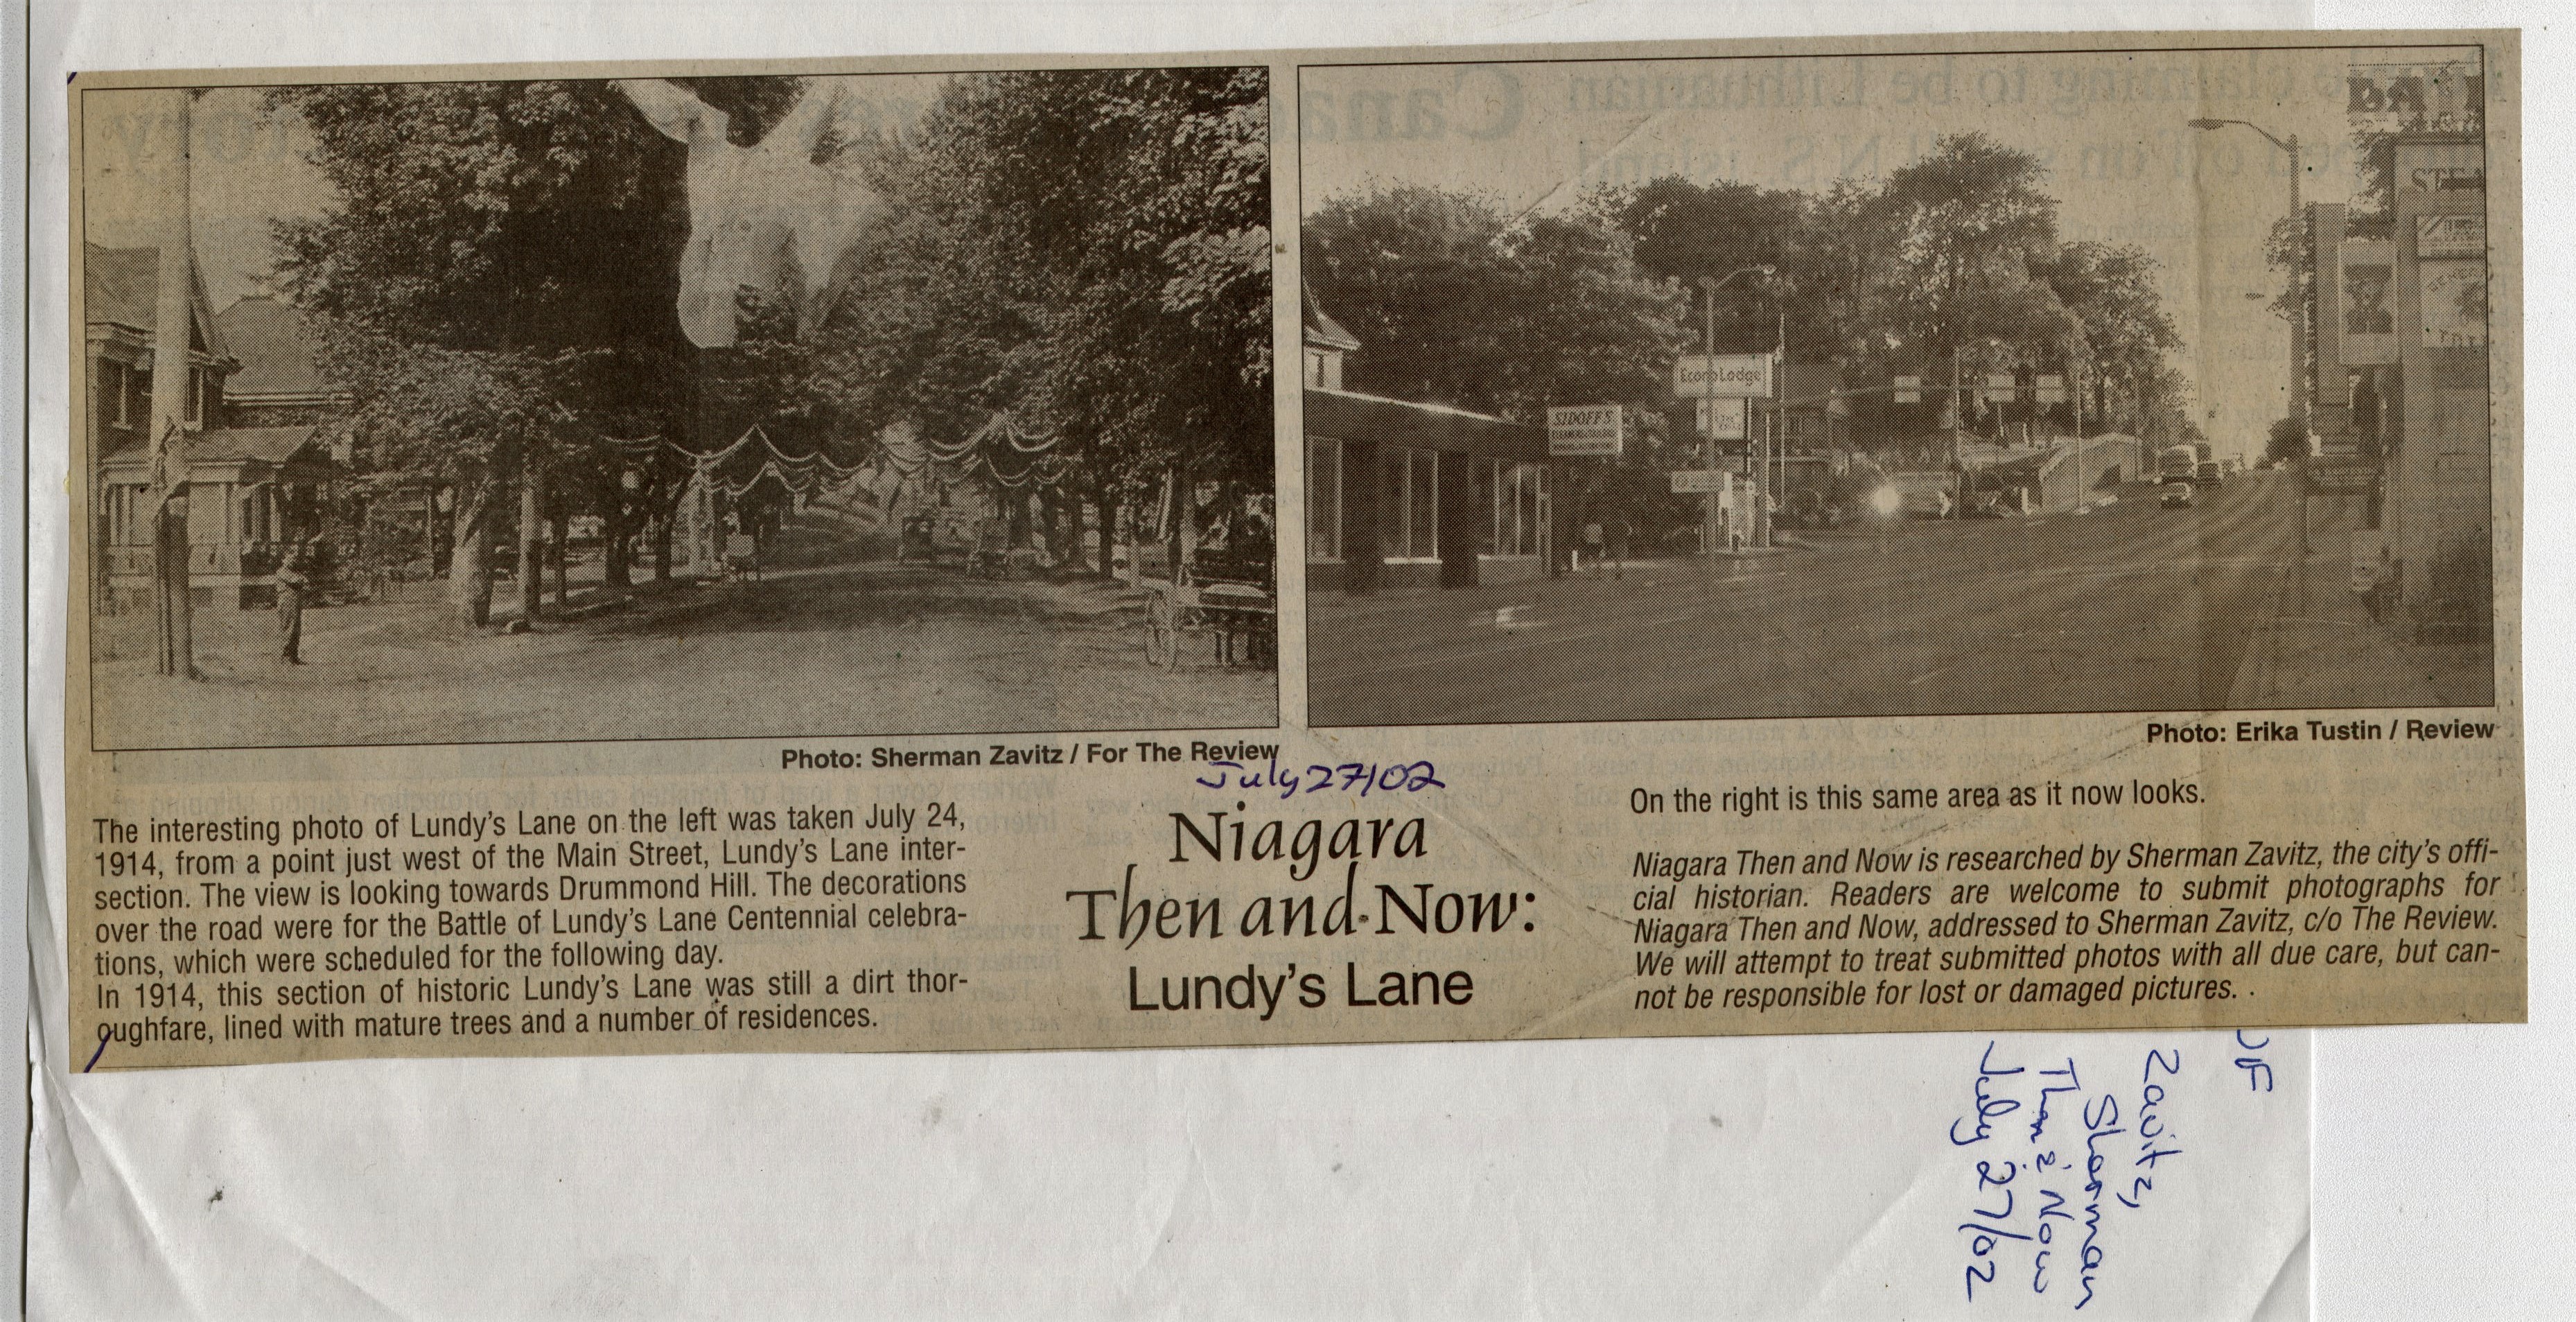 Econo Lodge
SIDOFF'S
Photo: Sherman Zavitz / For The Review
Photo: Erika Tustin / Review
July 27/02
The interesting photo of Lundy's Lane on the left was taken July 24,
1914, from a point just west of the Main Street, Lundy's Lane inter-
section. The view is looking towards Drummond Hill. The decorations
over the road were for the Battle of Lundy's Lane Centennial celebra-
tions, which were scheduled for the following day.
In 1914, this section of historic Lundy's Lane was still a dirt thor-
oughfare, lined with mature trees and a number of residences.
Niagara
Then and Now:
Lundy's Lane
On the right is this same area as it now looks.
Niagara Then and Now is researched by Sherman Zavitz, the city's offi-
cial historian. Readers are welcome to submit photographs for
Niagara Then and Now, addressed to Sherman Zavitz, c/o The Review.
We will attempt to treat submitted photos with all due care, but can-
not be responsible for lost or damaged pictures. .
Zavitz,
Sherman
Then & Now
July 27/02